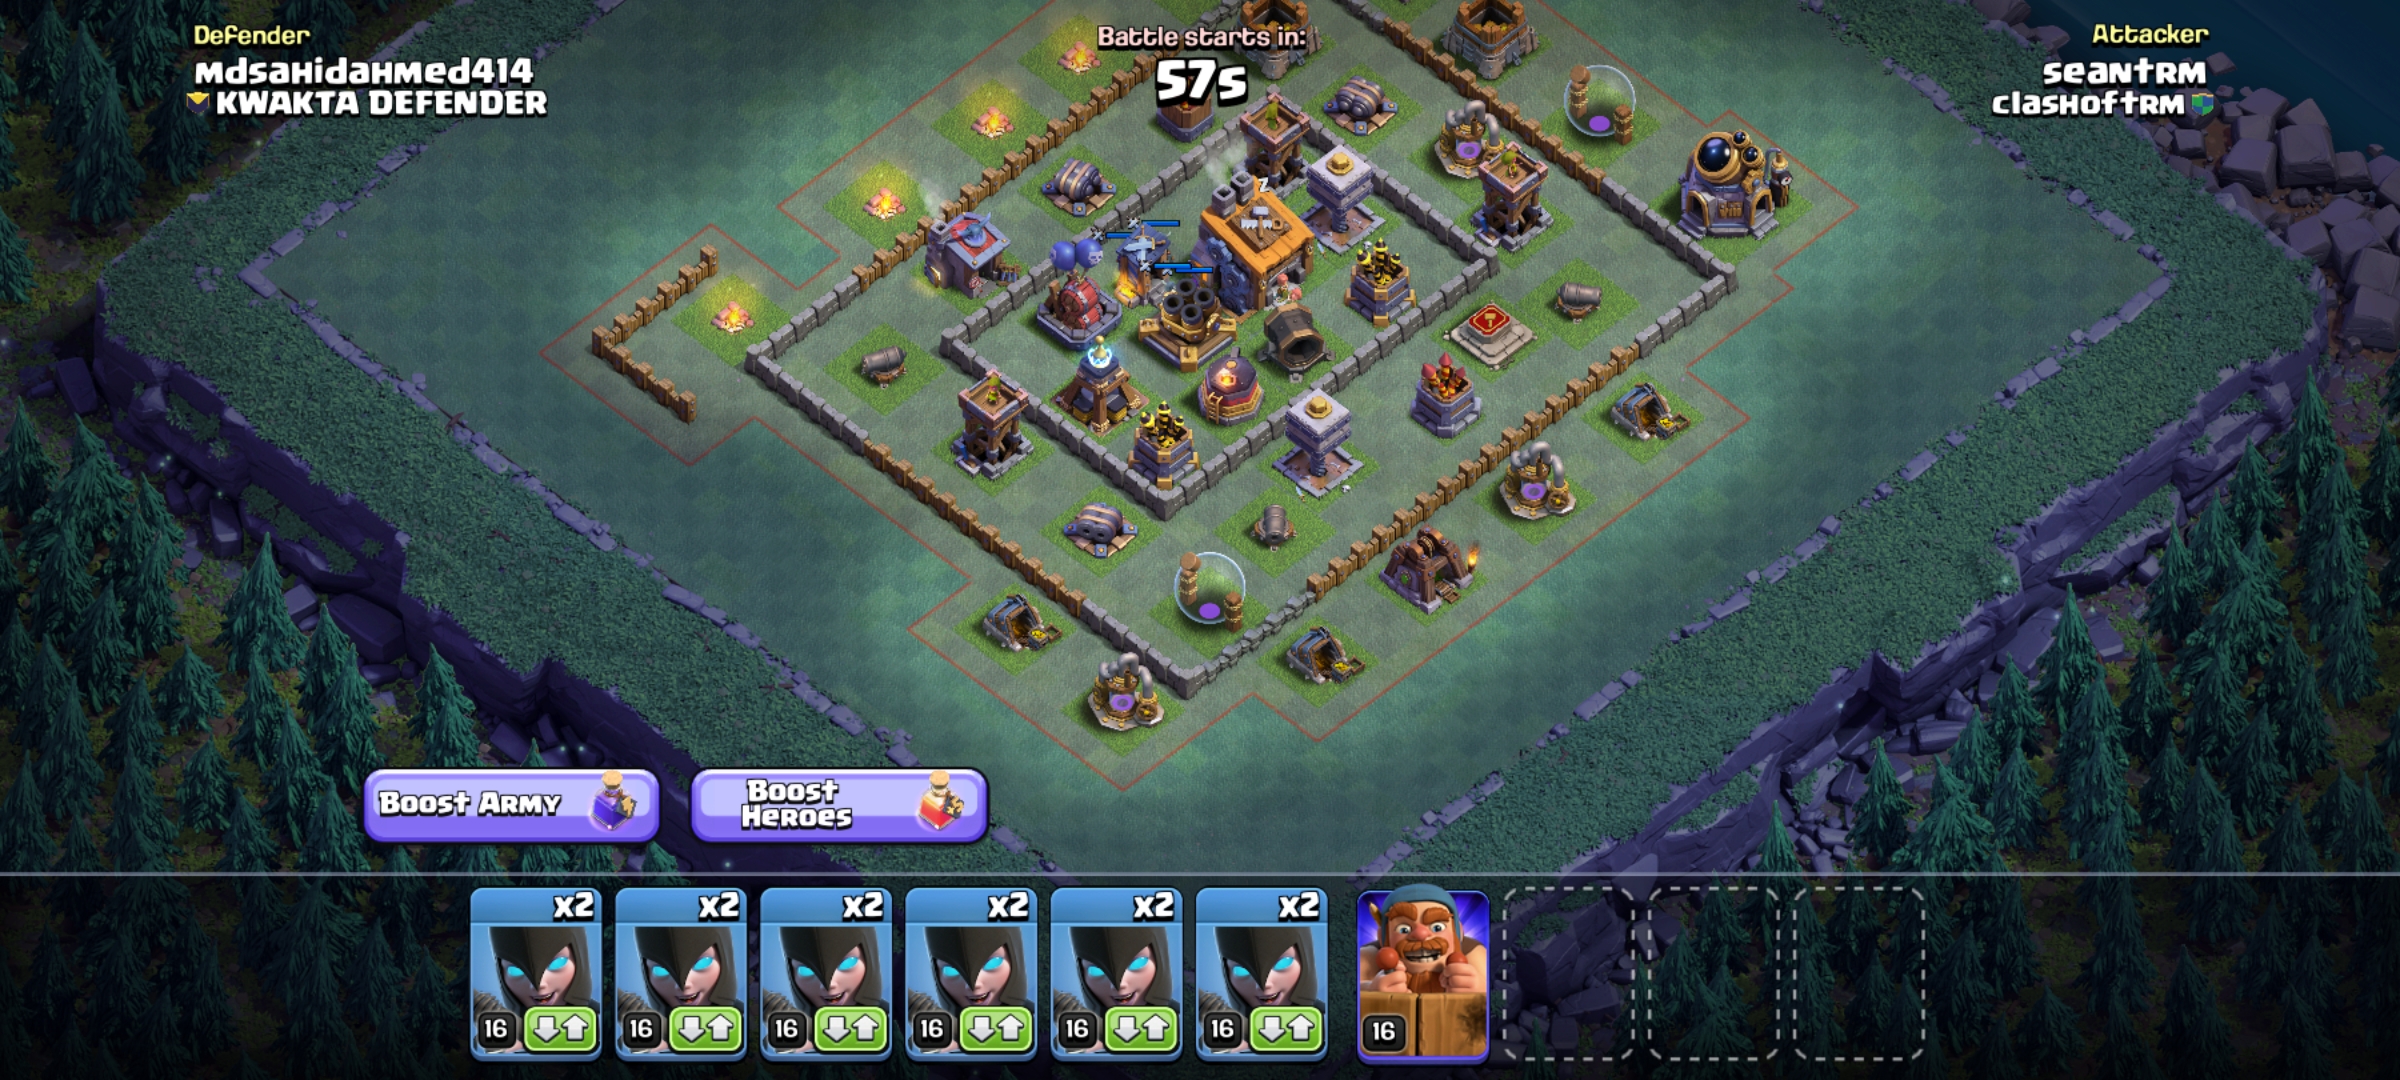 Defender
mdsahidahmed414
KWAKTA DEFENDER
Battle starts in:
57s
Attacker
seantrm
clashoftrm
Boost Army
Boost
Heroes
x2
x2
x2
x2
x2
x2
16
16
16
16
16
16
16